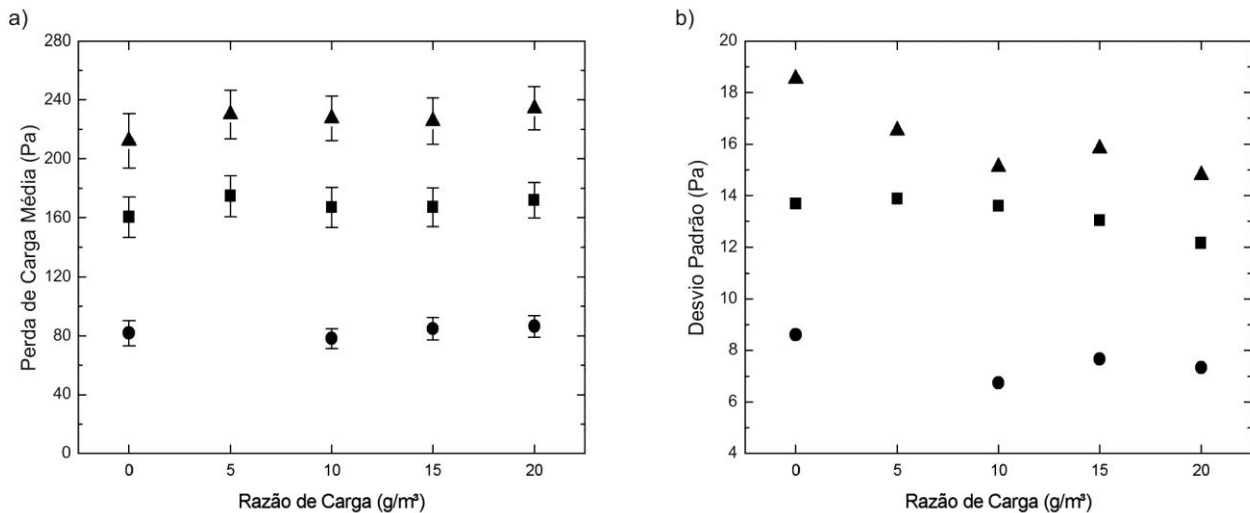 a)
280
240
200
160
120
80
40
0
Perda de Carga Média (Pa)
0 5 10 15 20
Razão de Carga (g/m³)
b)
20
18
16
14
12
10
8
6
4
Desvio Padrão (Pa)
0 5 10 15 20
Razão de Carga (g/m³)